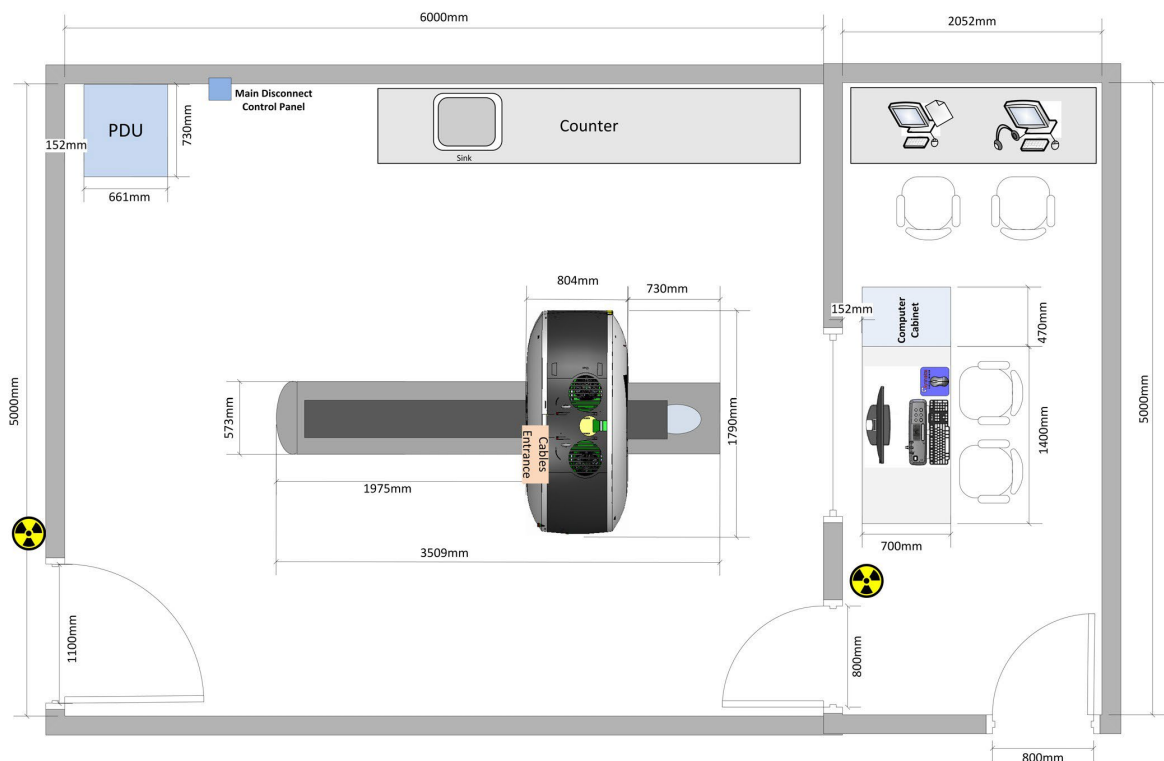 6000mm
2052mm
Main Disconnect
Control Panel
PDU
730mm
152mm
661mm
Counter
Sink
804mm
730mm
152mm
Computer
Cabinet
470mm
5000mm
573mm
Cables
Entrance
1790mm
1400mm
5000mm
1975mm
3509mm
700mm
1100mm
800mm
800mm